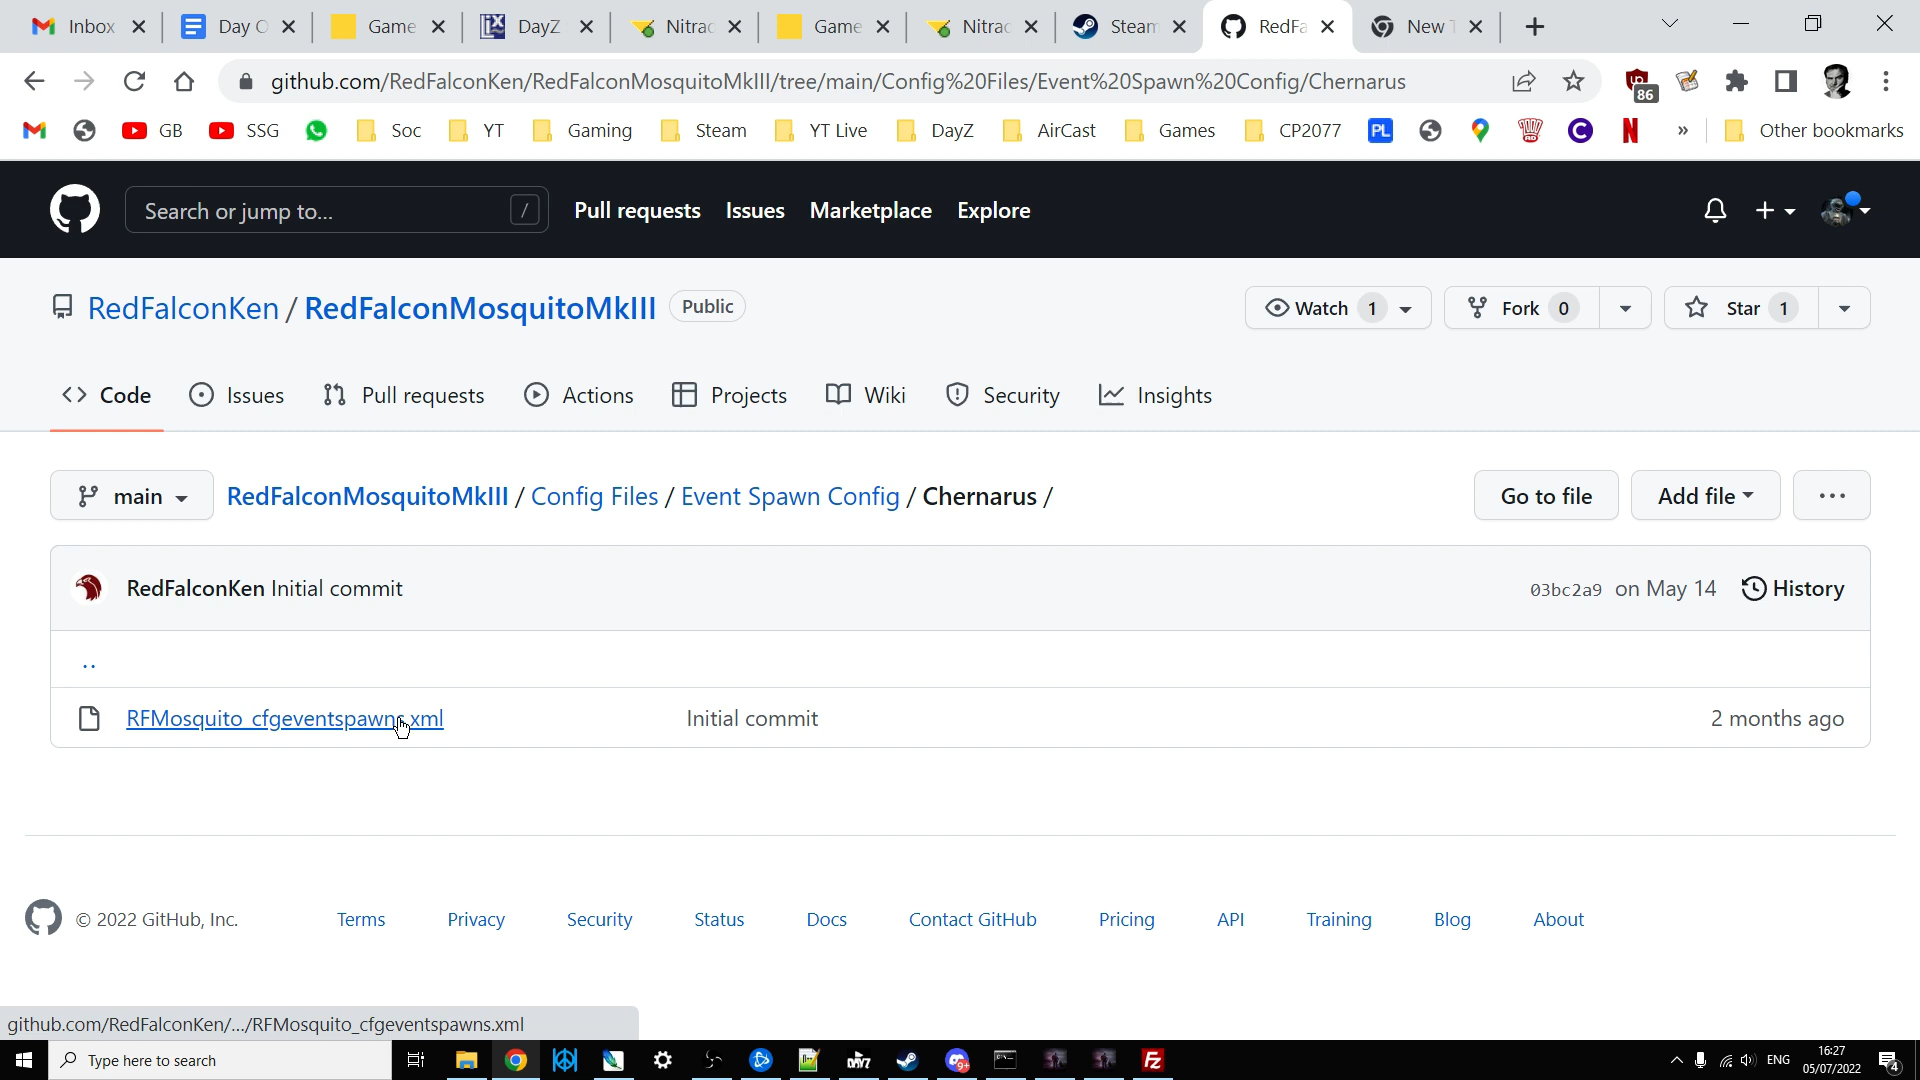 Inbox
Day O
Game
DayZ
Nitrac
Game
Nitrac
Steam
RedFa
New T
github.com/RedFalconKen/RedFalconMosquitoMkIII/tree/main/Config%20Files/Event%20Spawn%20Config/Chernarus
86
GB
SSG
Soc
YT
Gaming
Steam
YT Live
DayZ
AirCast
Games
CP2077
PL
»
Other bookmarks
Search or jump to...
/
Pull requests
Issues
Marketplace
Explore
RedFalconKen / RedFalconMosquitoMkIII
Public
Watch 1
Fork 0
Star 1
Code
Issues
Pull requests
Actions
Projects
Wiki
Security
Insights
main
RedFalconMosquitoMkIII / Config Files / Event Spawn Config / Chernarus /
Go to file
Add file
RedFalconKen Initial commit
03bc2a9 on May 14
History
..
RFMosquito_cfgeventspawns.xml
Initial commit
2 months ago
© 2022 GitHub, Inc.
Terms
Privacy
Security
Status
Docs
Contact GitHub
Pricing
API
Training
Blog
About
github.com/RedFalconKen/.../RFMosquito_cfgeventspawns.xml
Type here to search
ENG
16:27
05/07/2022
4